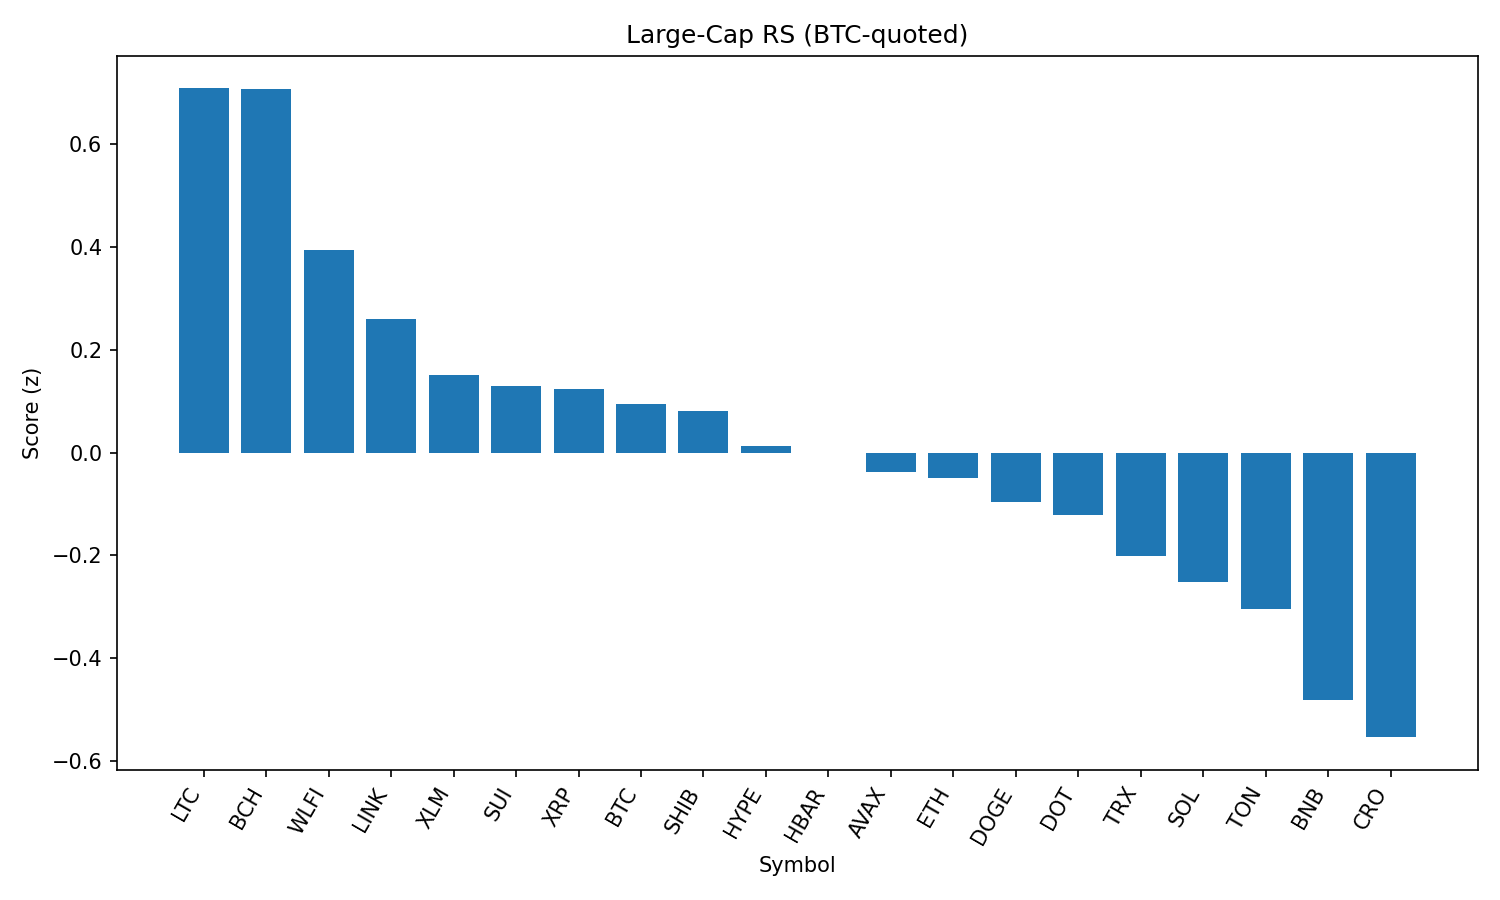 Large-Cap RS (BTC-quoted)
Score (z)
0.6
0.4
0.2
0.0
−0.2
−0.4
−0.6
LTC
BCH
WLFI
LINK
XLM
SUI
XRP
BTC
SHIB
HYPE
HBAR
AVAX
ETH
DOGE
DOT
TRX
SOL
TON
BNB
CRO
Symbol